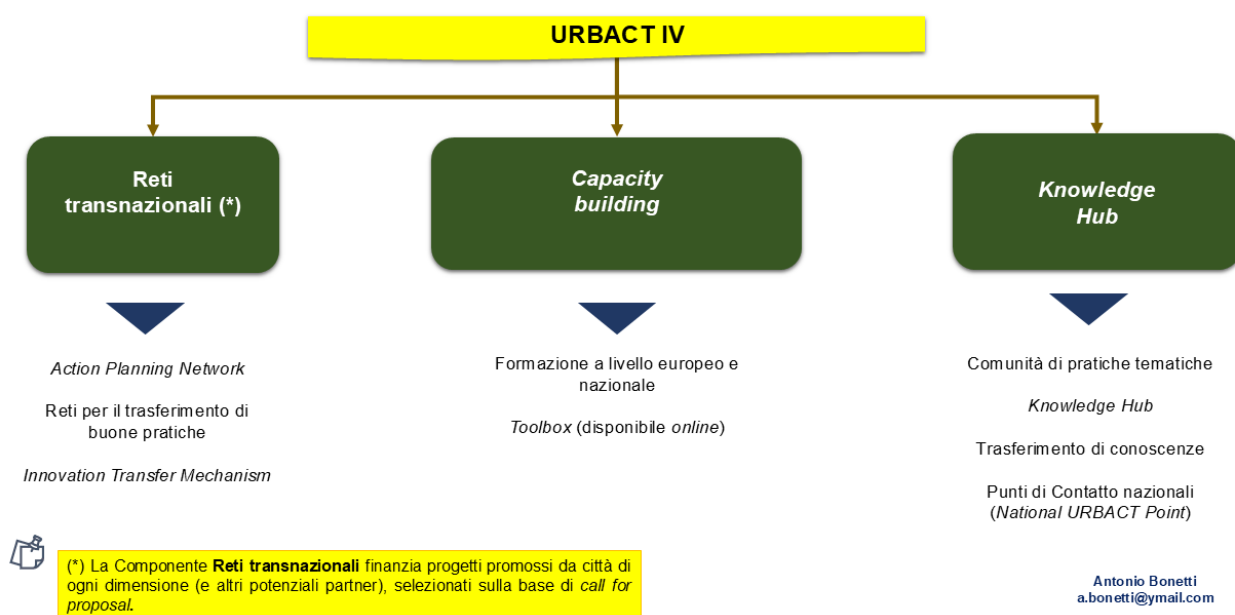 URBACT IV
Reti
transnazionali (*)
Capacity
building
Knowledge
Hub
Action Planning Network
Reti per il trasferimento di
buone pratiche
Innovation Transfer Mechanism
Formazione a livello europeo e
nazionale
Toolbox (disponibile online)
Comunità di pratiche tematiche
Knowledge Hub
Trasferimento di conoscenze
Punti di Contatto nazionali
(National URBACT Point)
(*) La Componente Reti transnazionali finanzia progetti promossi da città di
ogni dimensione (e altri potenziali partner), selezionati sulla base di call for
proposal.
Antonio Bonetti
a.bonetti@ymail.com